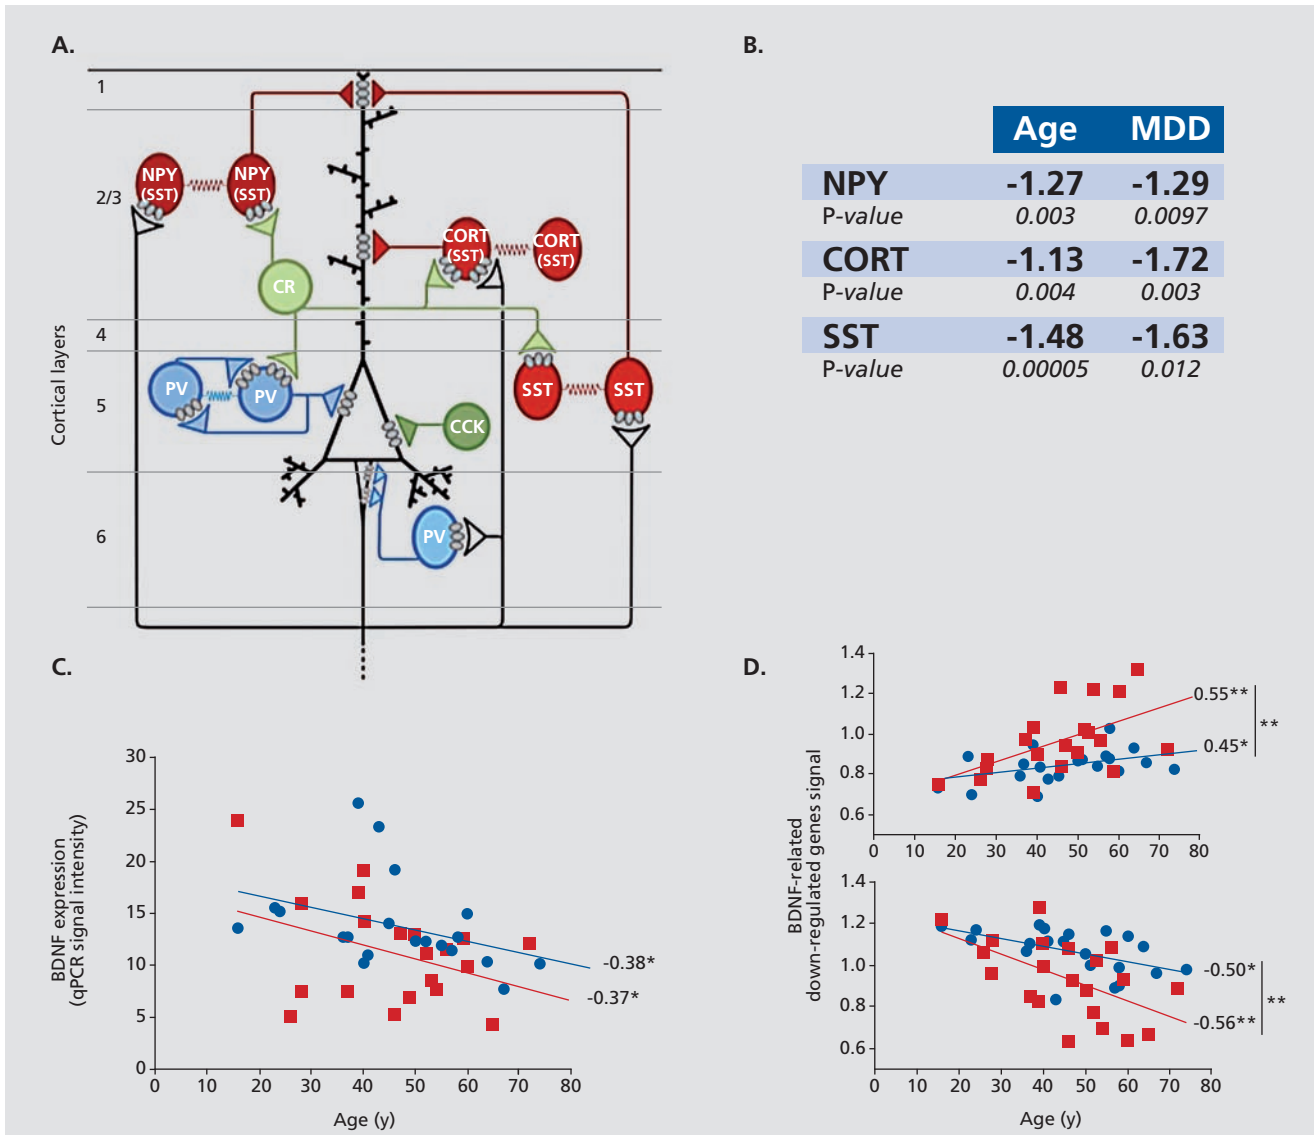 A.
1
2/3
4
5
6
Cortical layers
NPY
(SST)
NPY
(SST)
CORT
(SST)
CORT
(SST)
CR
PV
PV
SST
SST
CCK
PV
B.
Age MDD
NPY -1.27 -1.29
P-value 0.003 0.0097
CORT -1.13 -1.72
P-value 0.004 0.003
SST -1.48 -1.63
P-value 0.00005 0.012
C.
BDNF expression
(qPCR signal intensity)
30
25
20
15
10
5
0
0 10 20 30 40 50 60 70 80
Age (y)
-0.38*
-0.37*
D.
BDNF-related
down-regulated genes signal
1.4
1.2
1.0
0.8
0.6
0 10 20 30 40 50 60 70 80
0.55**
0.45*
**
1.4
1.2
1.0
0.8
0.6
0 10 20 30 40 50 60 70 80
Age (y)
-0.50*
-0.56**
**